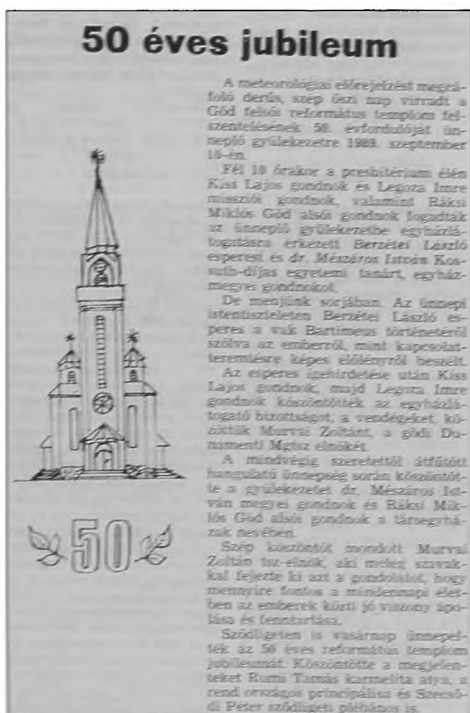 50 éves jubileum
A meteorológiai előrejelzést megcá-
foló derűs, szép őszi nap virradt a
Göd felsői református templom fel-
szentelésének 50. évfordulóját ün-
neplő gyülekezetre 1989. szeptember
10-én.
Fél 10 órakor a presbitérium élén
Kiss Lajos gondnok és Legoza Imre
missziói gondnok, valamint Ráksi
Miklós Göd alsói gondnok fogadták
az ünneplő gyülekezetbe egyházlá-
togatásra érkezett Berzétei László
esperest és dr. Mészáros István Kos-
suth-díjas egyetemi tanárt, egyház-
megyei gondnokot.
De menjünk sorjában. Az ünnepi
istentiszteleten Berzétei László es-
peres a vak Bartimeus történetéről
szólva az emberről, mint kapcsolat-
teremtésre képes élőlényről beszélt.
Az esperes igehirdetése után Kiss
Lajos gondnok, majd Legoza Imre
gondnok köszöntötték az egyházlá-
togató bizottságot, a vendégeket, kö-
zöttük Murvai Zoltánt, a gödi Du-
namenti Mgtsz elnökét.
A mindvégig szeretettől átfűtött
hangulatú ünnepség során köszöntöt-
te a gyülekezetet dr. Mészáros Ist-
ván megyei gondnok és Ráksi Mik-
lós Göd alsói gondnok a társegyhá-
zak nevében.
Szép köszöntőt mondott Murvai
Zoltán tsz-elnök, aki meleg szavak-
kal fejezte ki azt a gondolatot, hogy
mennyire fontos a mindennapi élet-
ben az emberek közti jó viszony ápo-
lása és fenntartása.
Sződligeten is vasárnap ünnepel-
ték az 50 éves református templom
jubileumát. Köszöntötte a megjelen-
teket Rumi Tamás karmelita atya, a
rend országos principálisa és Szecső-
di Péter sződligeti plébános is.
50